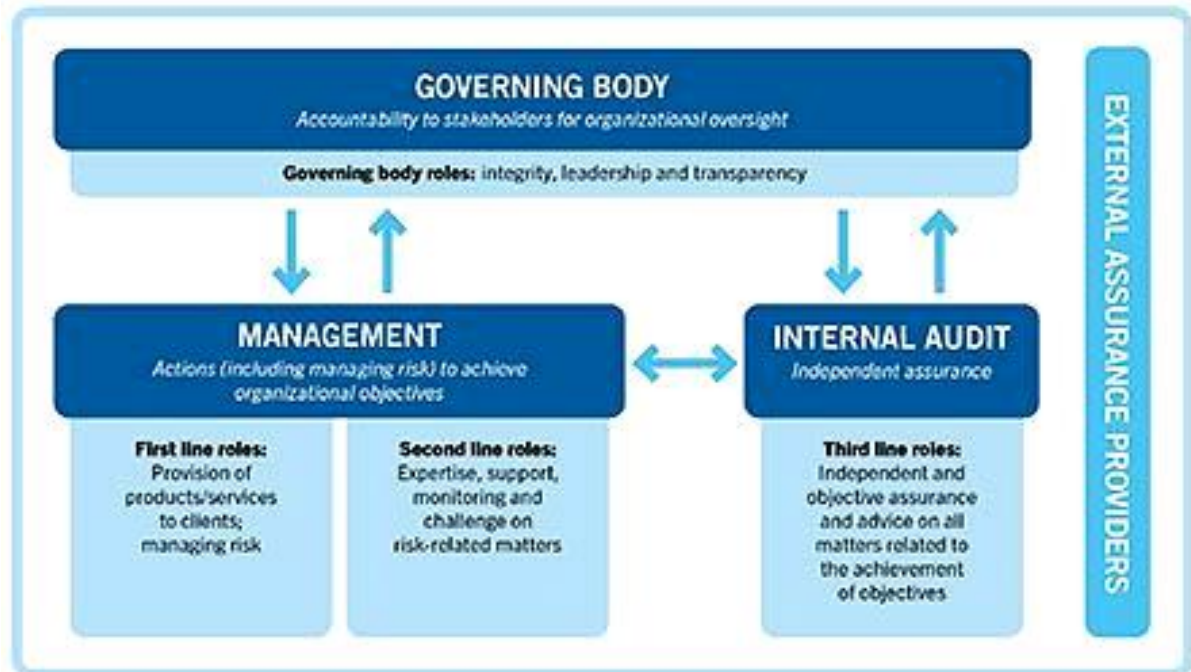 GOVERNING BODY
Accountability to stakeholders for organizational oversight
Governing body roles: integrity, leadership and transparency
MANAGEMENT
Actions (including managing risk) to achieve
organizational objectives
First line roles:
Provision of
products/services
to clients;
managing risk
Second line roles:
Expertise, support,
monitoring and
challenge on
risk-related matters
INTERNAL AUDIT
Independent assurance
Third line roles:
Independent and
objective assurance
and advice on all
matters related to
the achievement
of objectives
EXTERNAL ASSURANCE PROVIDERS